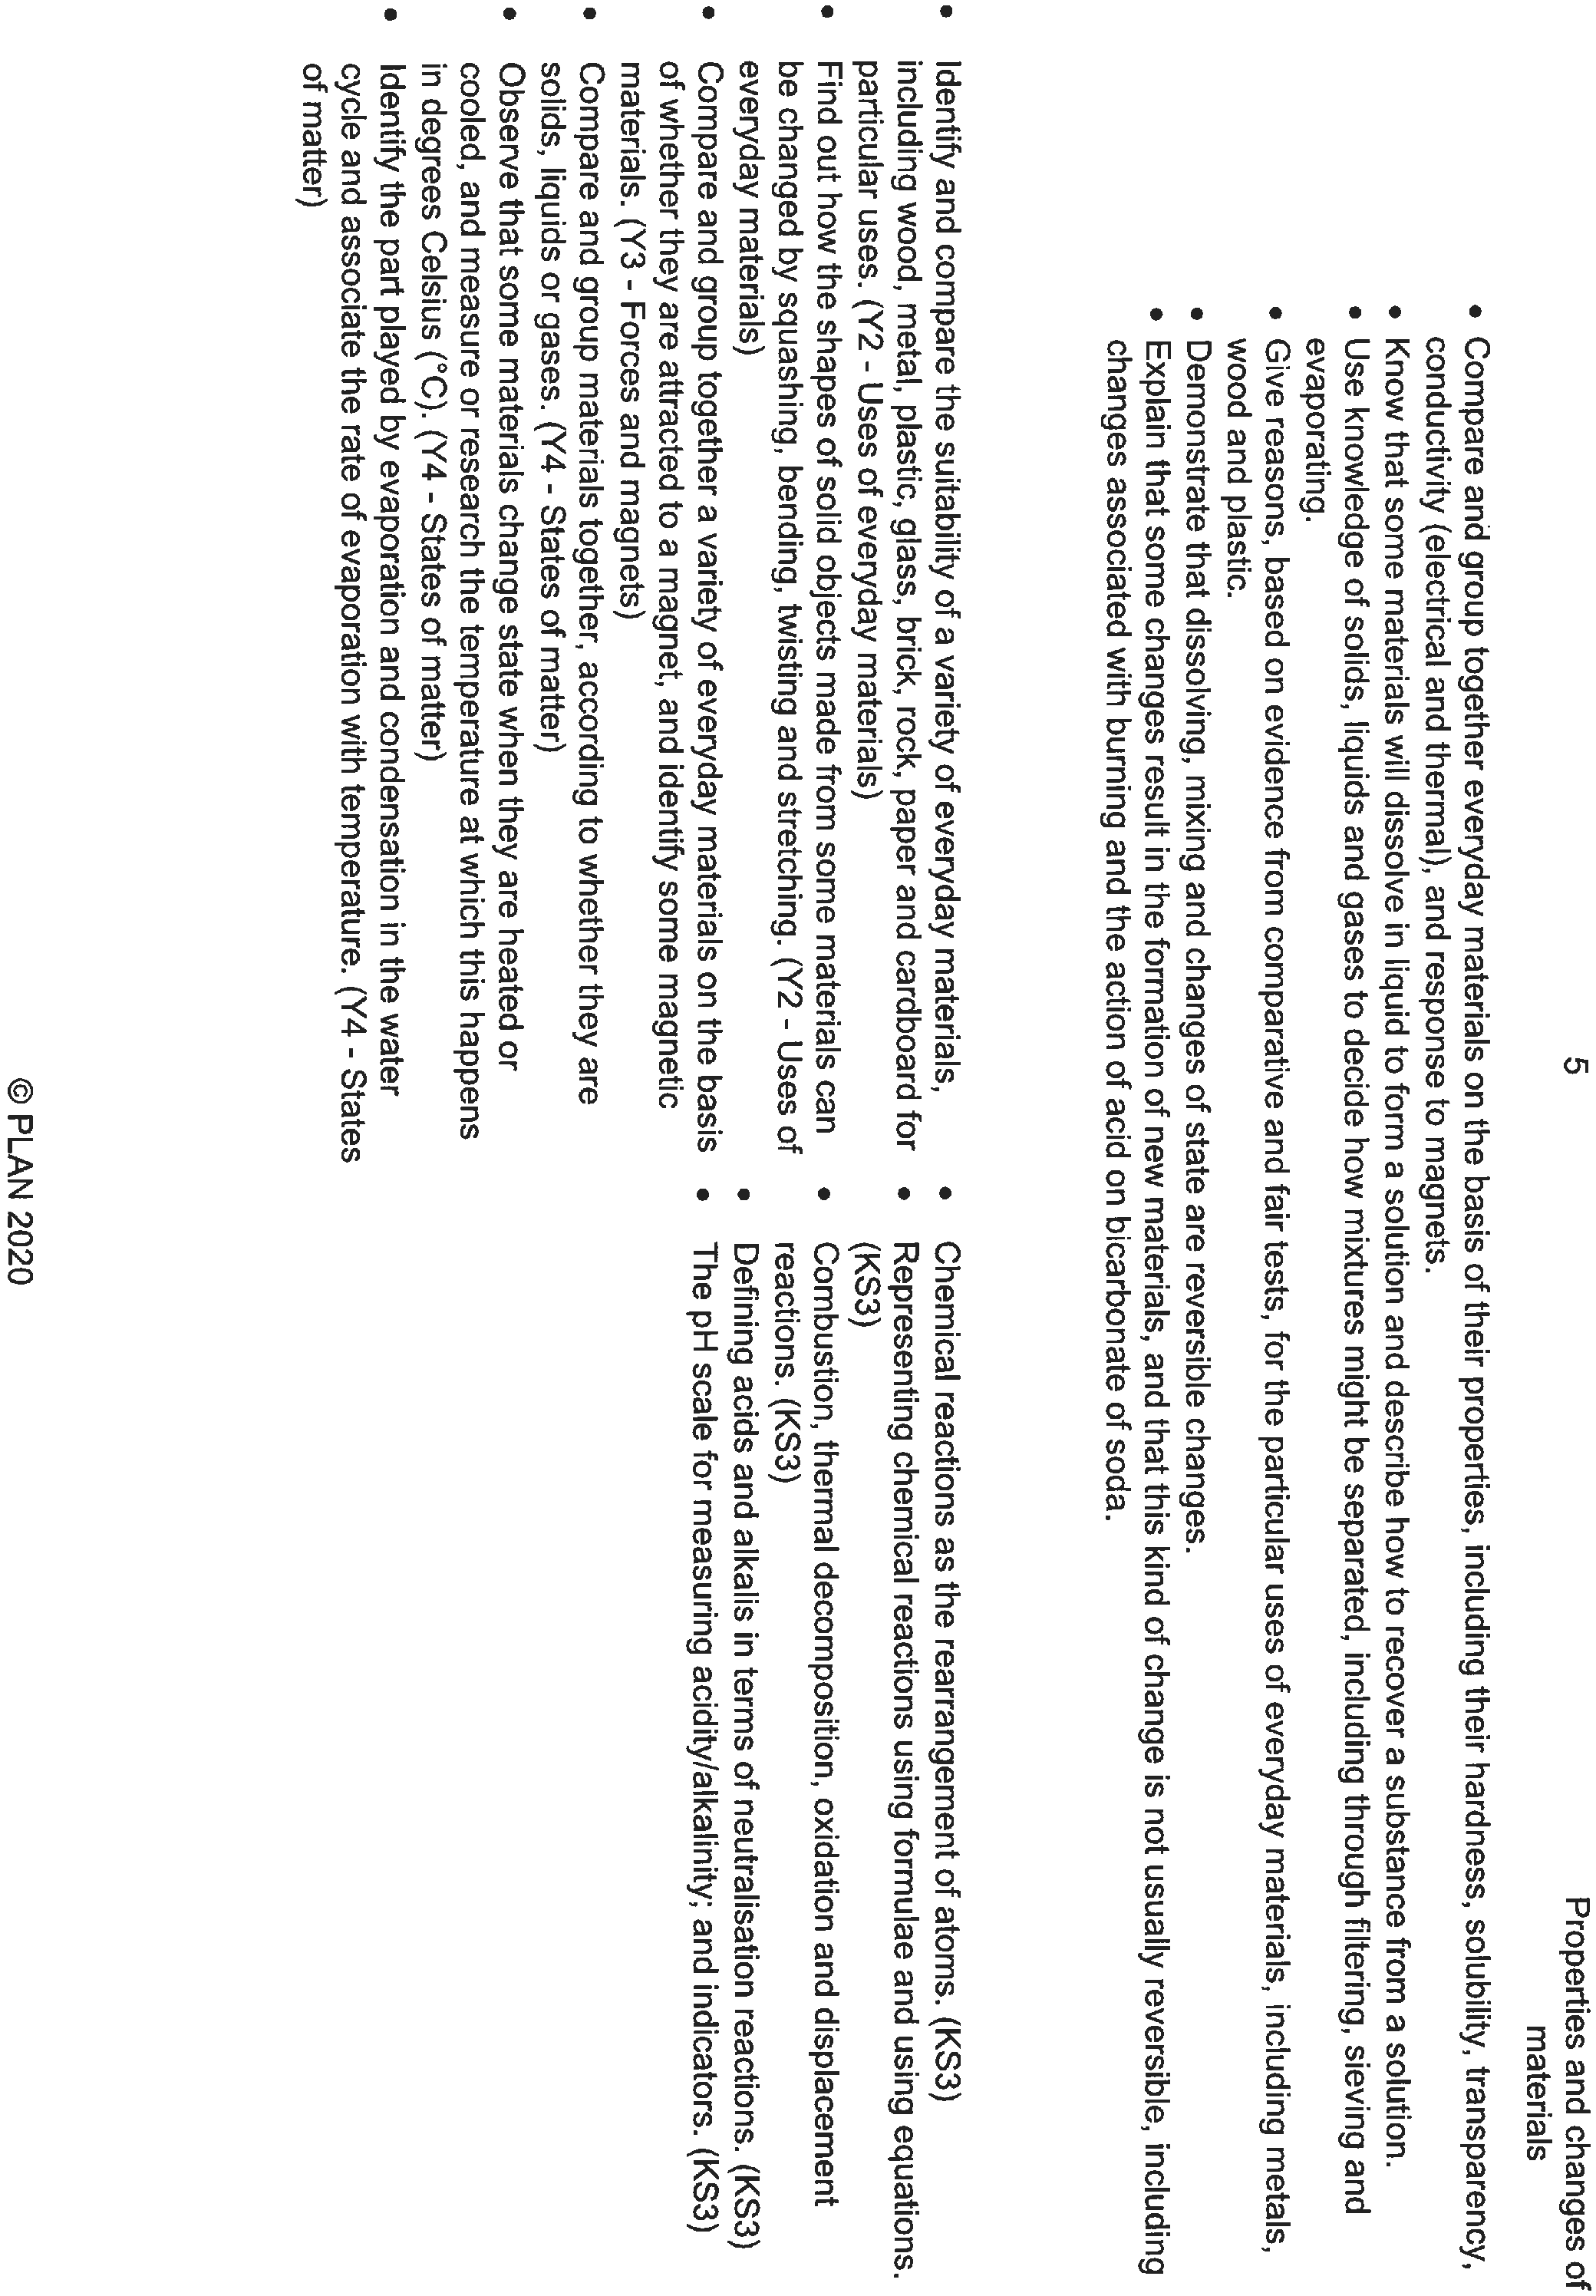 5
Properties and changes of
materials
• Compare and group together everyday materials on the basis of their properties, including their hardness, solubility, transparency,
conductivity (electrical and thermal), and response to magnets.
• Know that some materials will dissolve in liquid to form a solution and describe how to recover a substance from a solution.
• Use knowledge of solids, liquids and gases to decide how mixtures might be separated, including through filtering, sieving and
evaporating.
• Give reasons, based on evidence from comparative and fair tests, for the particular uses of everyday materials, including metals,
wood and plastic.
• Demonstrate that dissolving, mixing and changes of state are reversible changes.
• Explain that some changes result in the formation of new materials, and that this kind of change is not usually reversible, including
changes associated with burning and the action of acid on bicarbonate of soda.
• Identify and compare the suitability of a variety of everyday materials,
including wood, metal, plastic, glass, brick, rock, paper and cardboard for
particular uses. (Y2 - Uses of everyday materials)
• Find out how the shapes of solid objects made from some materials can
be changed by squashing, bending, twisting and stretching. (Y2 - Uses of
everyday materials)
• Compare and group together a variety of everyday materials on the basis
of whether they are attracted to a magnet, and identify some magnetic
materials. (Y3 - Forces and magnets)
• Compare and group materials together, according to whether they are
solids, liquids or gases. (Y4 - States of matter)
• Observe that some materials change state when they are heated or
cooled, and measure or research the temperature at which this happens
in degrees Celsius (°C). (Y4 - States of matter)
• Identify the part played by evaporation and condensation in the water
cycle and associate the rate of evaporation with temperature. (Y4 - States
of matter)
• Chemical reactions as the rearrangement of atoms. (KS3)
• Representing chemical reactions using formulae and using equations.
(KS3)
• Combustion, thermal decomposition, oxidation and displacement
reactions. (KS3)
• Defining acids and alkalis in terms of neutralisation reactions. (KS3)
• The pH scale for measuring acidity/alkalinity; and indicators. (KS3)
© PLAN 2020